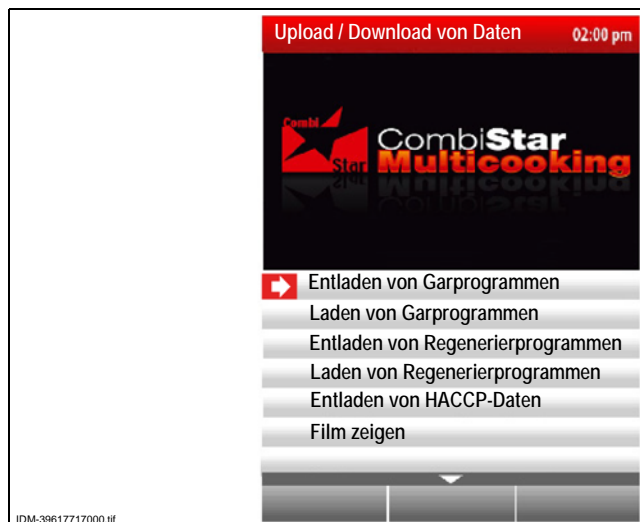 Upload / Download von Daten 02:00 pm
Combi
Star
CombiStar
Multicooking
Entladen von Garprogrammen
Laden von Garprogrammen
Entladen von Regenerierprogrammen
Laden von Regenerierprogrammen
Entladen von HACCP-Daten
Film zeigen
IDM-39617717000.tif